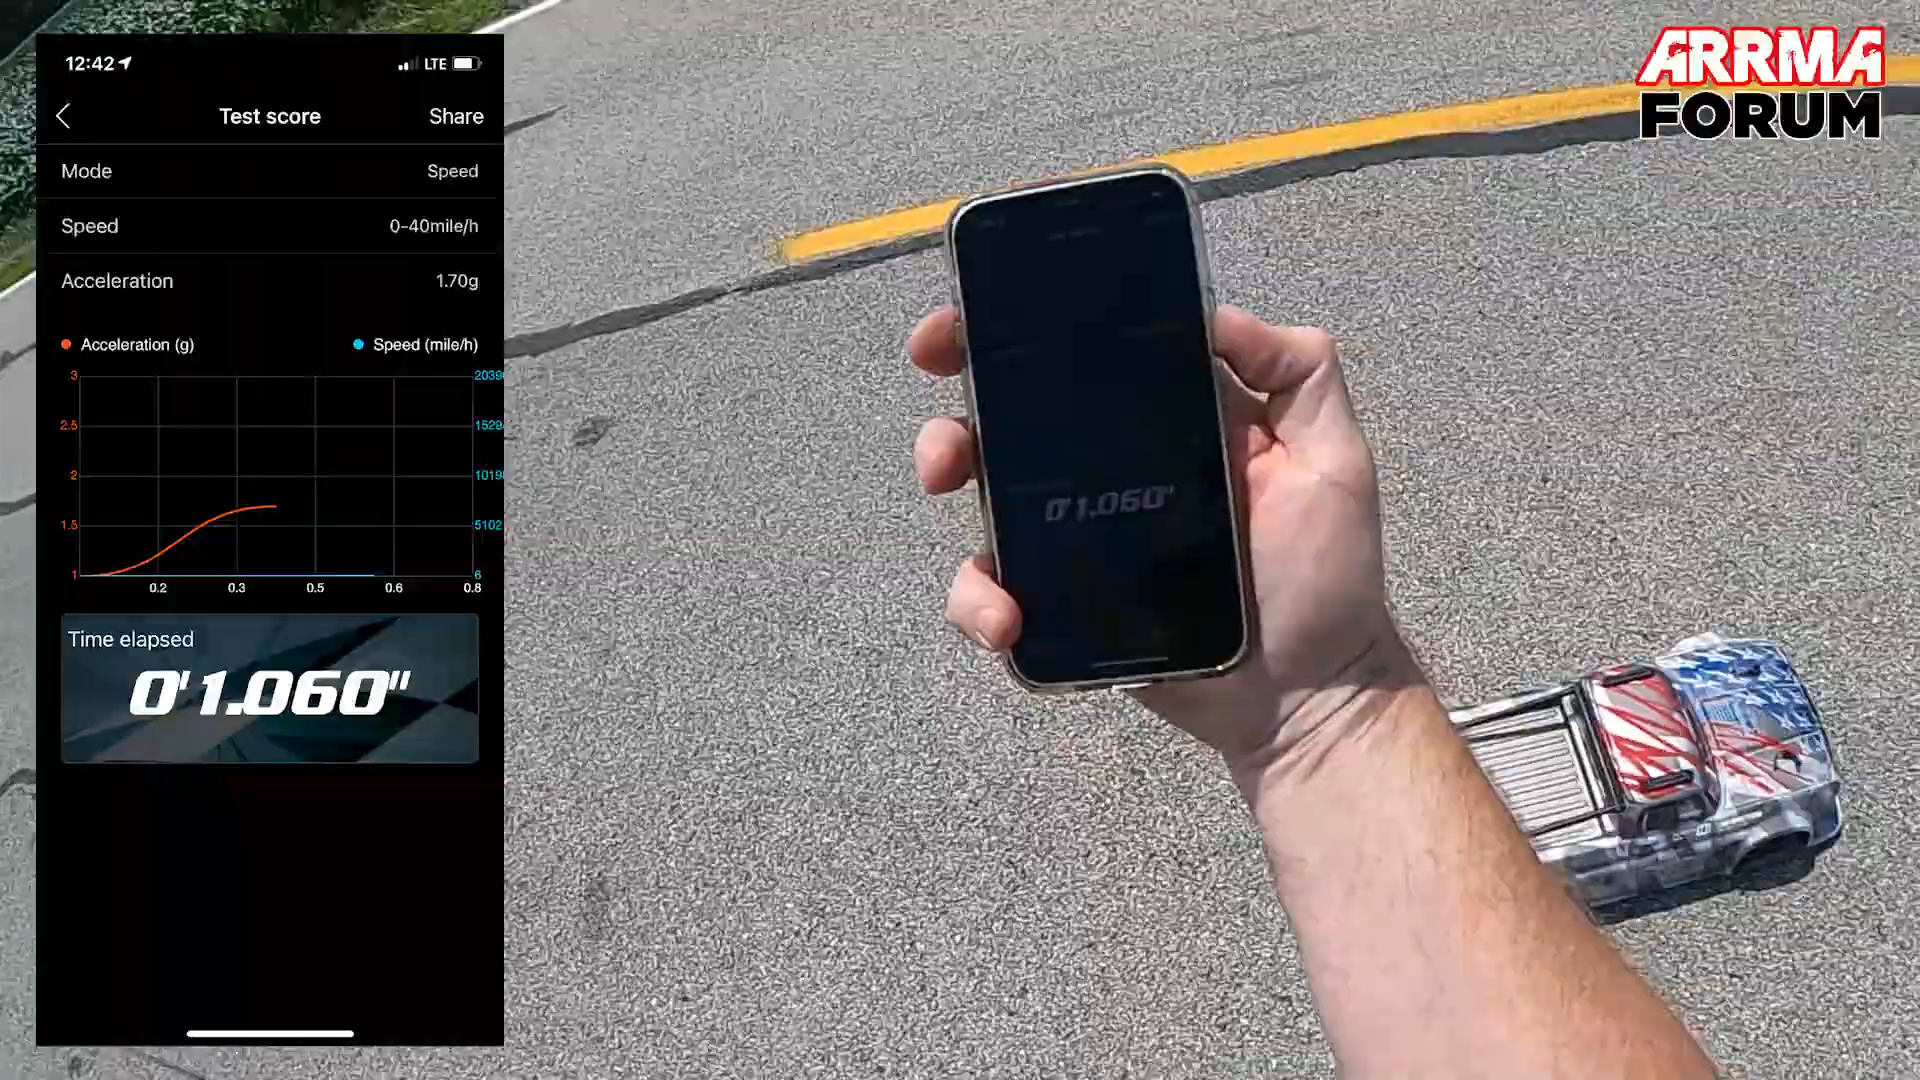 12:42
LTE
Test score
Share
Mode
Speed
Speed
0-40mile/h
Acceleration
1.70g
Acceleration (g)
Speed (mile/h)
3
2.5
2
1.5
1
2039
1529
1019
5102
6
0.2
0.3
0.5
0.6
0.8
Time elapsed
0'1.060"
0'1.060"
ARRMA
FORUM